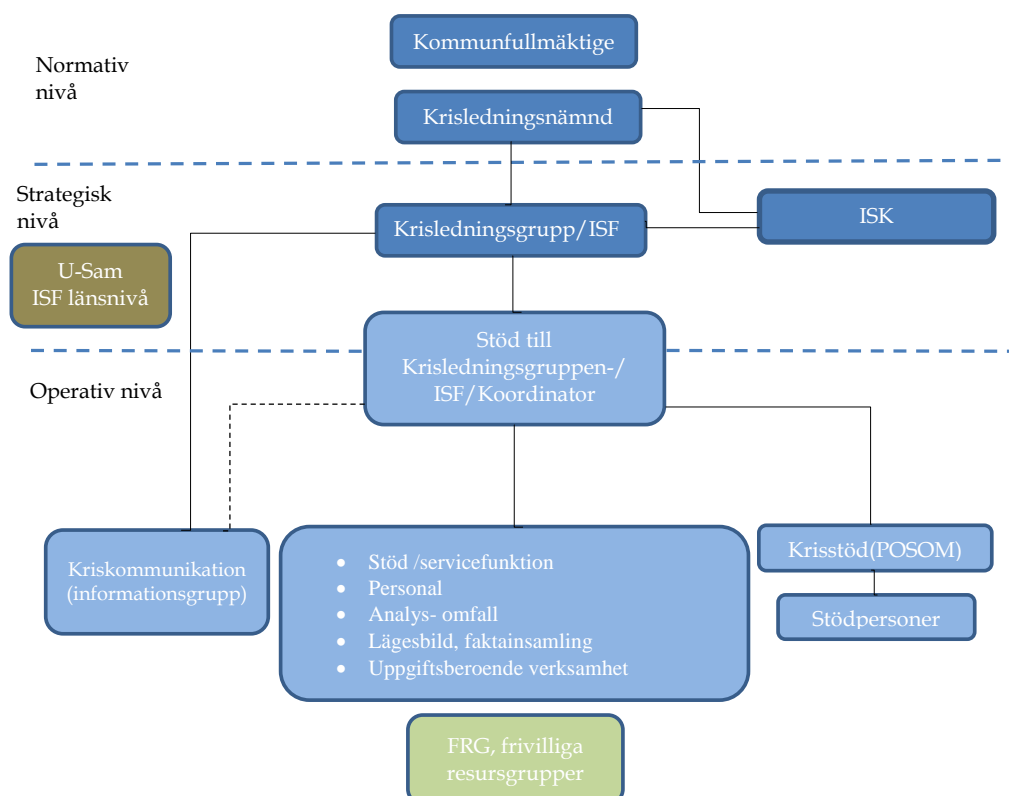 Kommunfullmäktige
Normativ
nivå
Krisledningsnämnd
Strategisk
nivå
Krisledningsgrupp/ISF
ISK
U-Sam
ISF länsnivå
Stöd till
Krisledningsgruppen-/
ISF/Koordinator
Operativ nivå
Kriskommunikation
(informationsgrupp)
• Stöd /servicefunktion
• Personal
• Analys- omfall
• Lägesbild, faktainsamling
• Uppgiftsberoende verksamhet
Krisstöd(POSOM)
Stödpersoner
FRG, frivilliga
resursgrupper